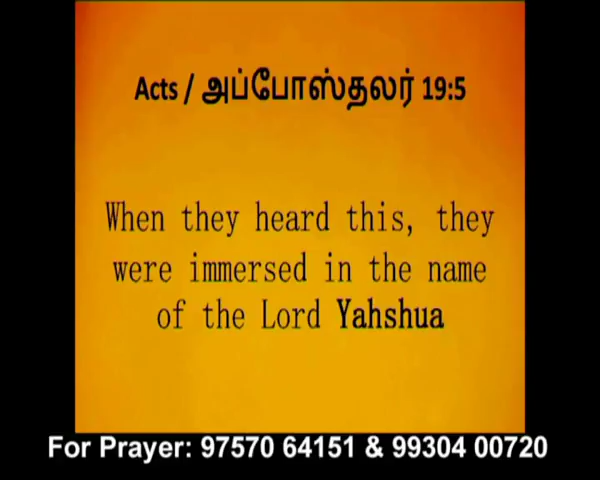 Acts / அப்போஸ்தலர் 19:5
When they heard this, they
were immersed in the name
of the Lord Yahshua
For Prayer: 97570 64151 & 99304 00720